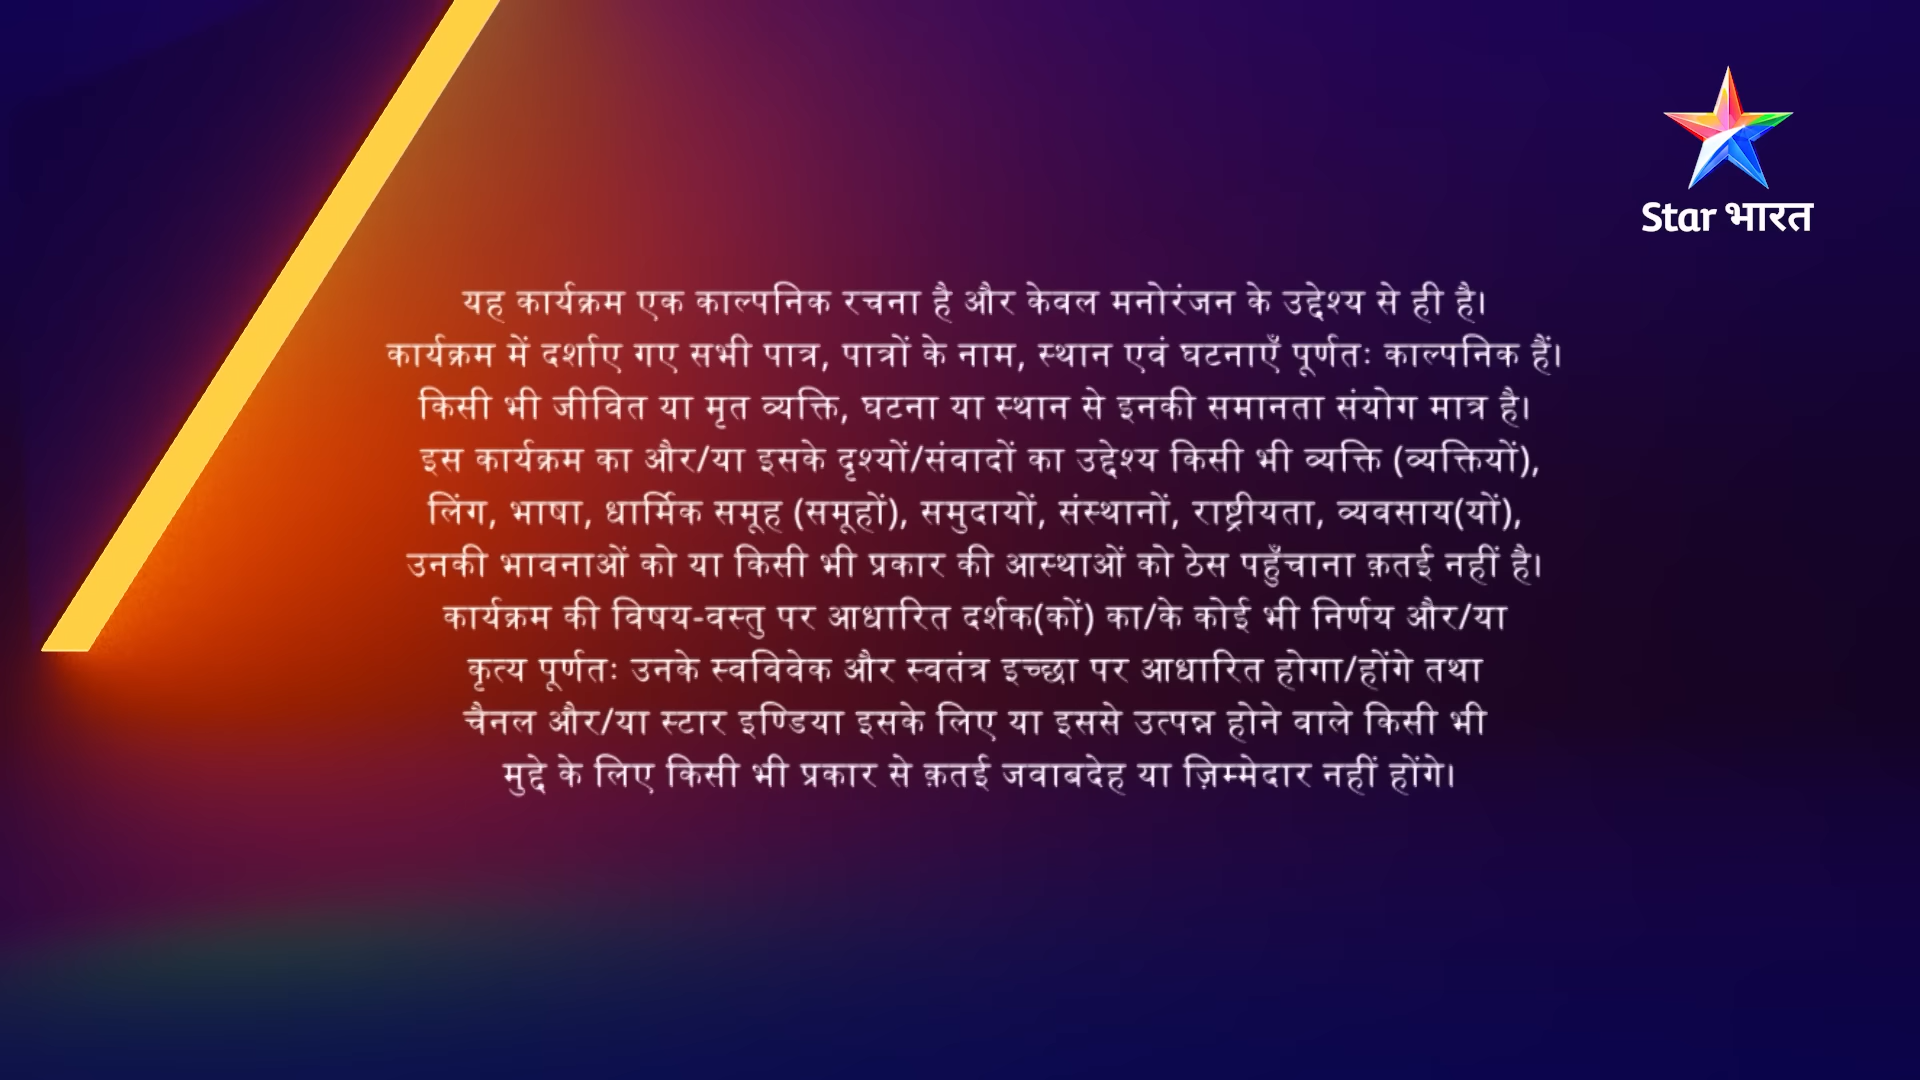 Star भारत
यह कार्यक्रम एक काल्पनिक रचना है और केवल मनोरंजन के उद्देश्य से ही है।
कार्यक्रम में दर्शाए गए सभी पात्र, पात्रों के नाम, स्थान एवं घटनाएँ पूर्णतः काल्पनिक हैं।
किसी भी जीवित या मृत व्यक्ति, घटना या स्थान से इनकी समानता संयोग मात्र है।
इस कार्यक्रम का और/या इसके दृश्यों/संवादों का उद्देश्य किसी भी व्यक्ति (व्यक्तियों),
लिंग, भाषा, धार्मिक समूह (समूहों), समुदायों, संस्थानों, राष्ट्रीयता, व्यवसाय(यों),
उनकी भावनाओं को या किसी भी प्रकार की आस्थाओं को ठेस पहुँचाना क़तई नहीं है।
कार्यक्रम की विषय-वस्तु पर आधारित दर्शक(कों) का/के कोई भी निर्णय और/या
कृत्य पूर्णतः उनके स्वविवेक और स्वतंत्र इच्छा पर आधारित होगा/होंगे तथा
चैनल और/या स्टार इण्डिया इसके लिए या इससे उत्पन्न होने वाले किसी भी
मुद्दे के लिए किसी भी प्रकार से क़तई जवाबदेह या ज़िम्मेदार नहीं होंगे।